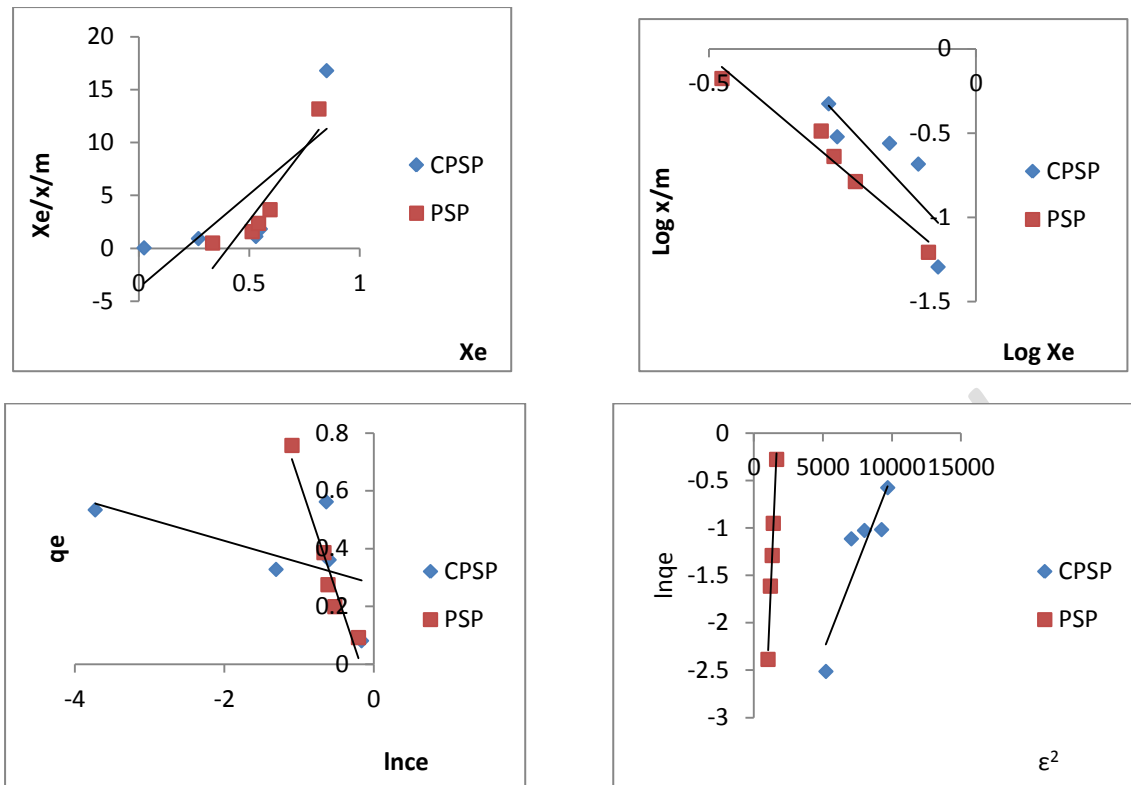 20
15
10
5
0
-5
0
0.5
1
Xe/x/m
Xe
CPSP
PSP
0
-0.5
0
-0.5
-1
-1.5
Log x/m
Log Xe
CPSP
PSP
0.8
0.6
0.4
0.2
0
-4
-2
0
qe
lnce
CPSP
PSP
0
0
5000
10000
15000
-0.5
-1
-1.5
-2
-2.5
-3
lnqe
ε²
CPSP
PSP